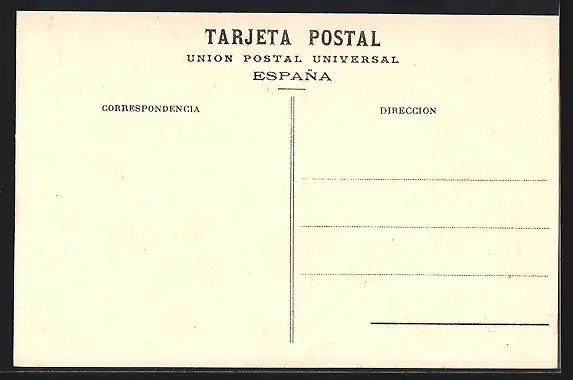 TARJETA POSTAL
UNION POSTAL UNIVERSAL
ESPAÑA
CORRESPONDENCIA
DIRECCION